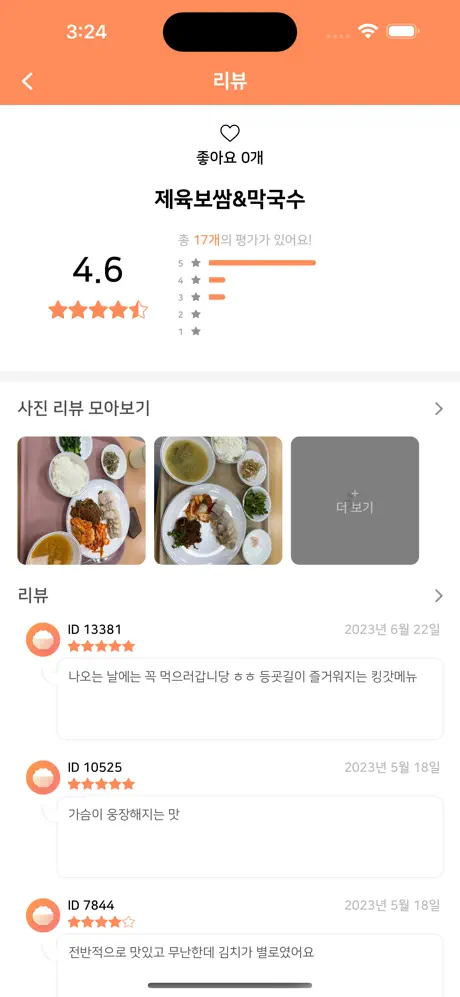 3:24
리뷰
좋아요 0개
제육보쌈&막국수
총 17개의 평가가 있어요!
4.6
5
4
3
2
1
사진 리뷰 모아보기
+
더 보기
리뷰
ID 13381
2023년 6월 22일
나오는 날에는 꼭 먹으러갑니당 ㅎㅎ 등굣길이 즐거워지는 킹갓메뉴
ID 10525
2023년 5월 18일
가슴이 웅장해지는 맛
ID 7844
2023년 5월 18일
전반적으로 맛있고 무난한데 김치가 별로였어요